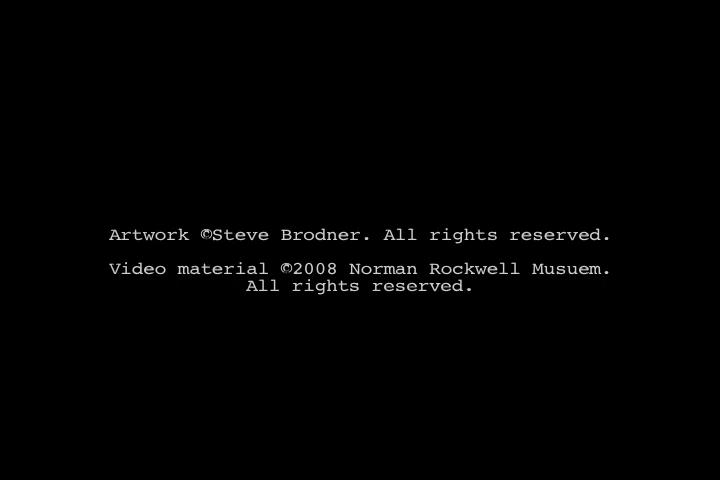 Artwork ©Steve Brodner. All rights reserved.
Video material ©2008 Norman Rockwell Musuem.
All rights reserved.